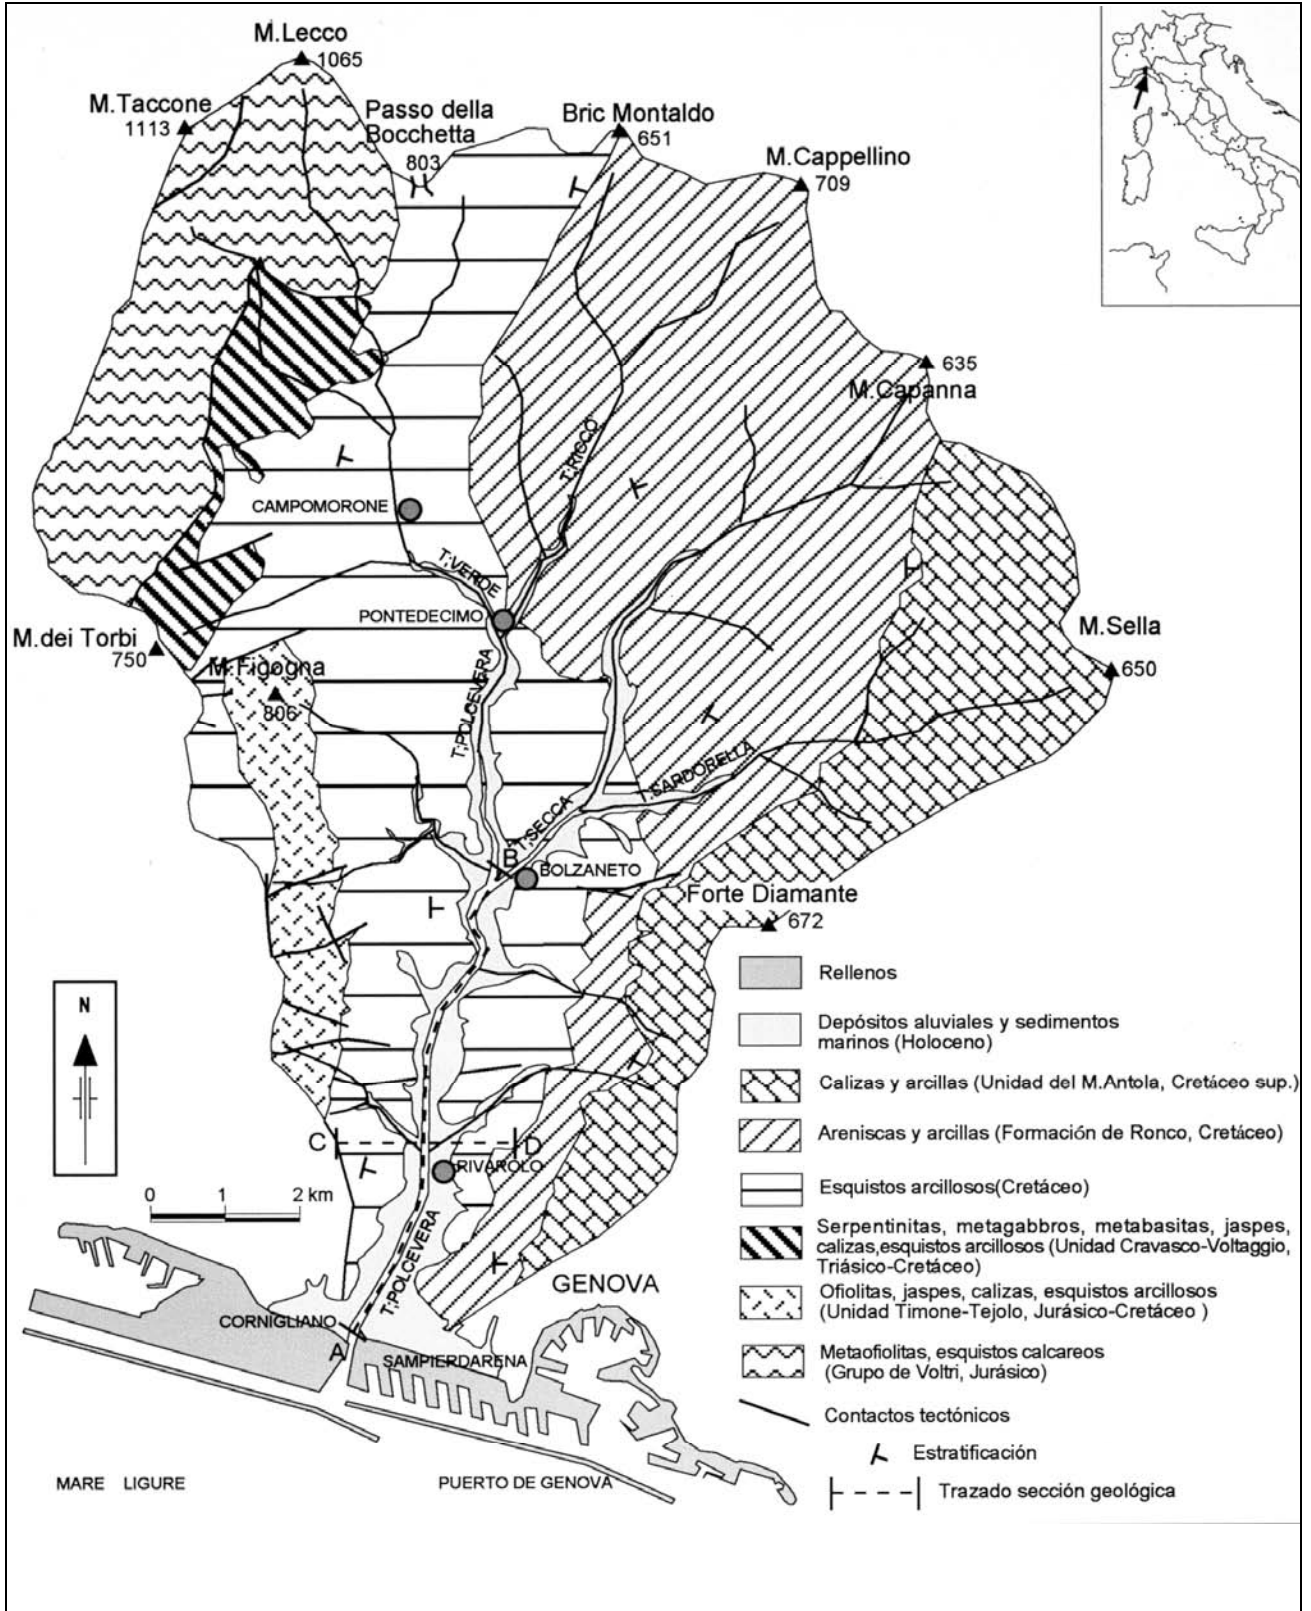 M.Lecco
1065
M.Taccone
1113
Passo della
Bocchetta
803
Bric Montaldo
651
M.Cappellino
709
635
M.Capanna
T;RICCO'
CAMPOMORONE
T;VERDE
PONTEDECIMO
M.dei Torbi
750
M.Figogna
806
M.Sella
650
T;POLCEVERA
T.SARDORELLA
T;SECCA
B
BOLZANETO
Forte Diamante
672
N
C
D
RIVAROLO
0 1 2 km
T;POLCEVERA
GENOVA
CORNIGLIANO
A
SAMPIERDARENA
MARE LIGURE
PUERTO DE GENOVA
Rellenos
Depósitos aluviales y sedimentos
marinos (Holoceno)
Calizas y arcillas (Unidad del M.Antola, Cretáceo sup.)
Areniscas y arcillas (Formación de Ronco, Cretáceo)
Esquistos arcillosos(Cretáceo)
Serpentinitas, metagabbros, metabasitas, jaspes,
calizas,esquistos arcillosos (Unidad Cravasco-Voltaggio,
Triásico-Cretáceo)
Ofiolitas, jaspes, calizas, esquistos arcillosos
(Unidad Timone-Tejolo, Jurásico-Cretáceo )
Metaofiolitas, esquistos calcareos
(Grupo de Voltri, Jurásico)
Contactos tectónicos
Estratificación
Trazado sección geológica